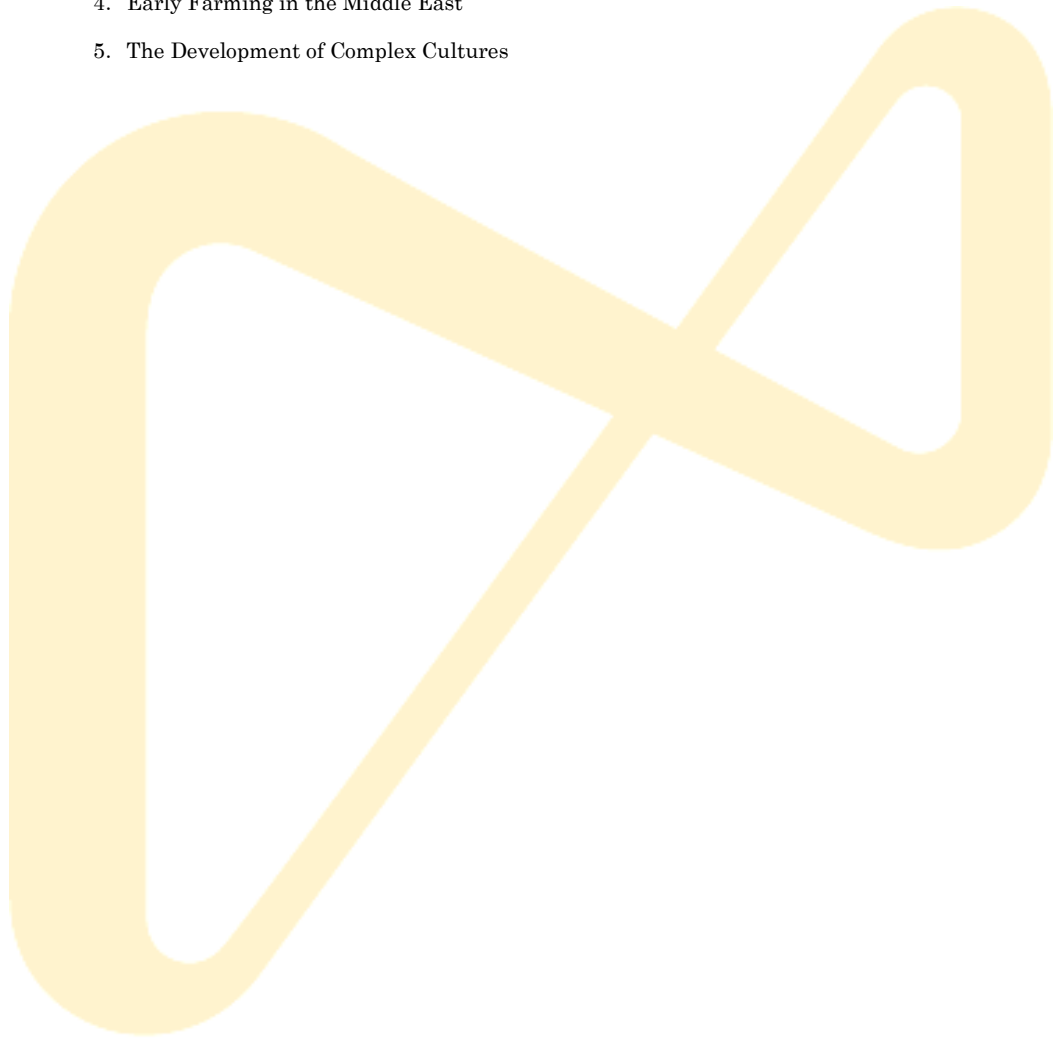 4. Early Farming in the Middle East
5. The Development of Complex Cultures